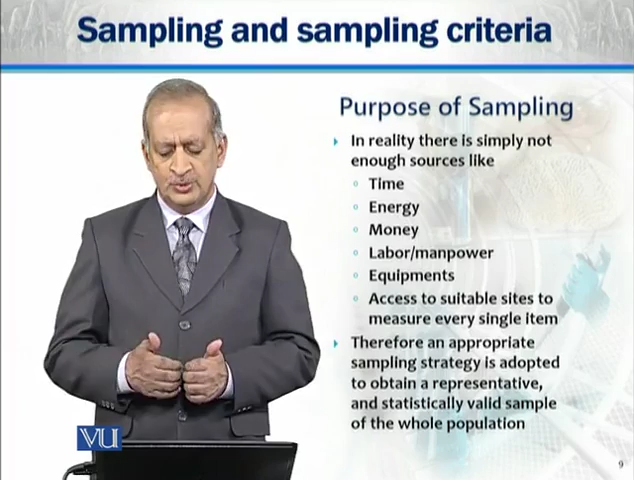 Sampling and sampling criteria
Purpose of Sampling
In reality there is simply not
enough sources like
Time
Energy
Money
Labor/manpower
Equipments
Access to suitable sites to
measure every single item
Therefore an appropriate
sampling strategy is adopted
to obtain a representative,
and statistically valid sample
of the whole population
VU
9